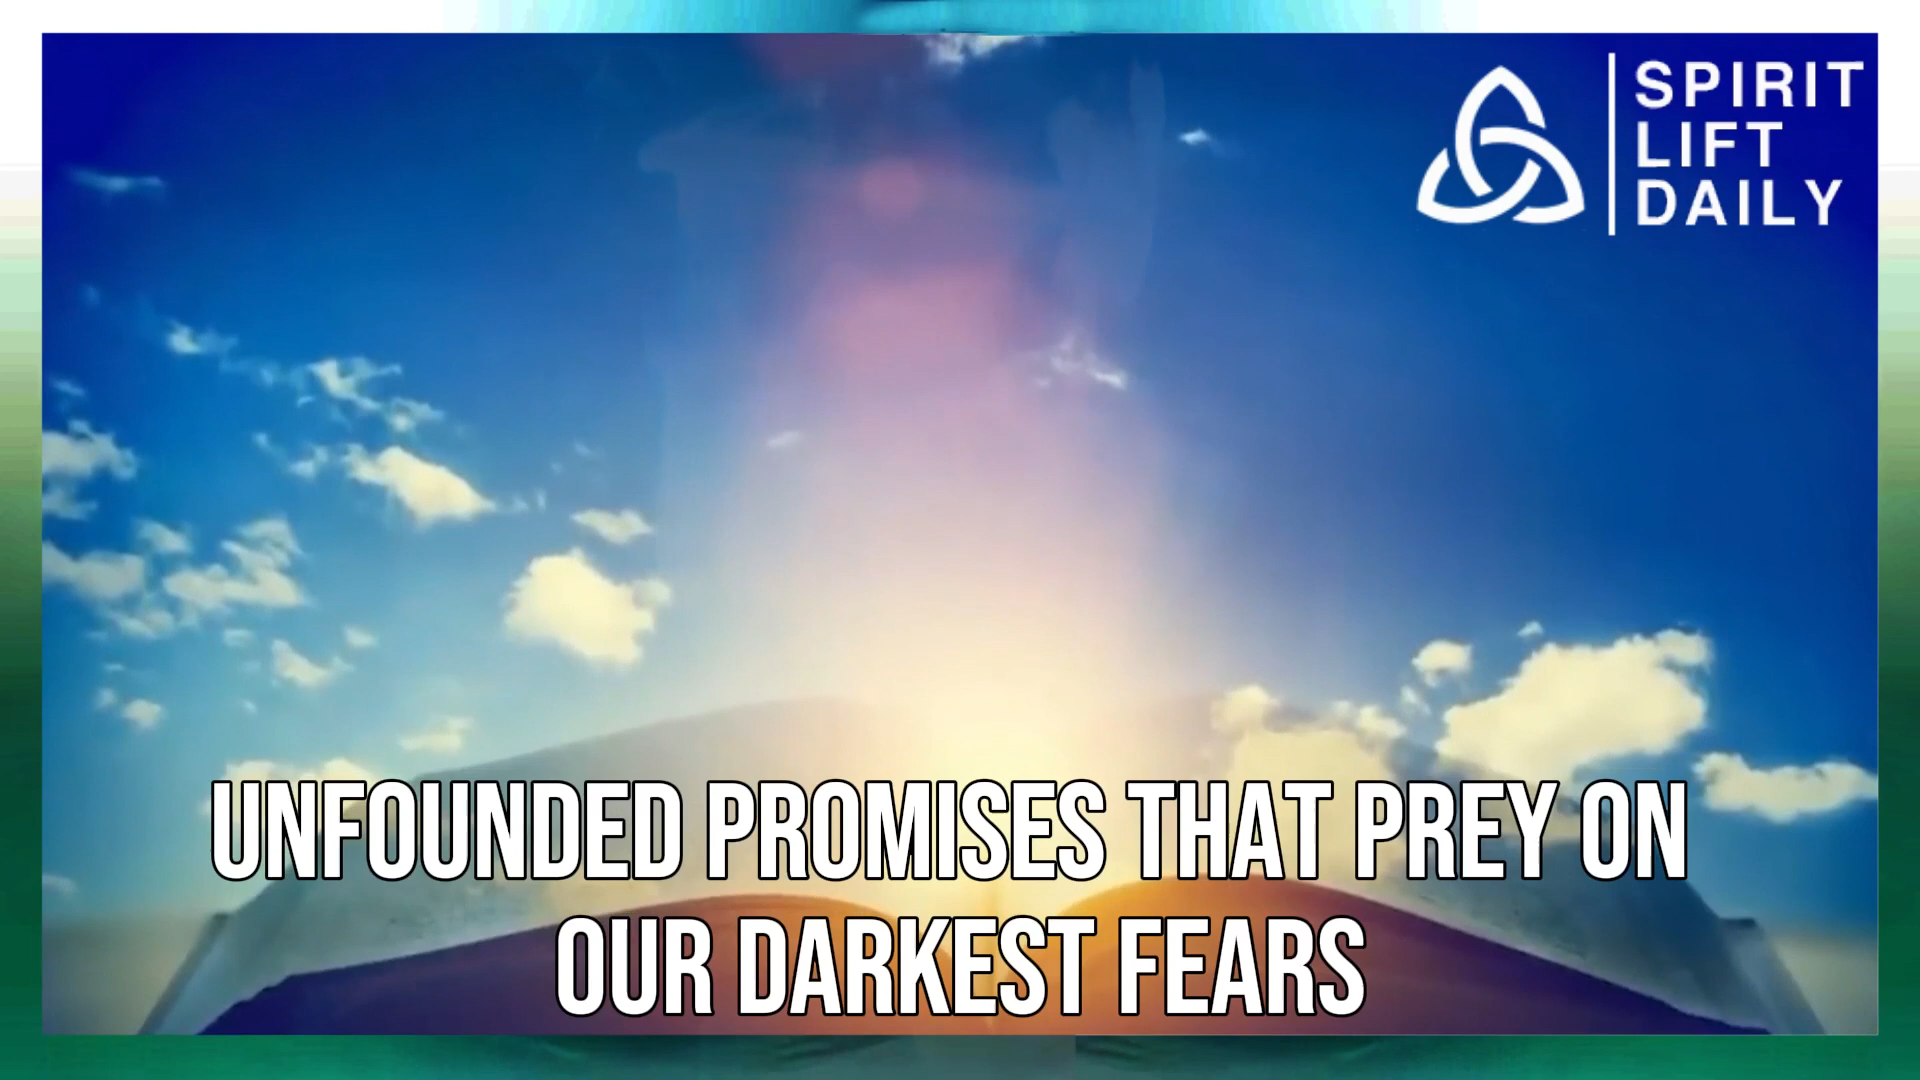 SPIRIT
LIFT
DAILY
UNFOUNDED PROMISES THAT PREY ON
OUR DARKEST FEARS